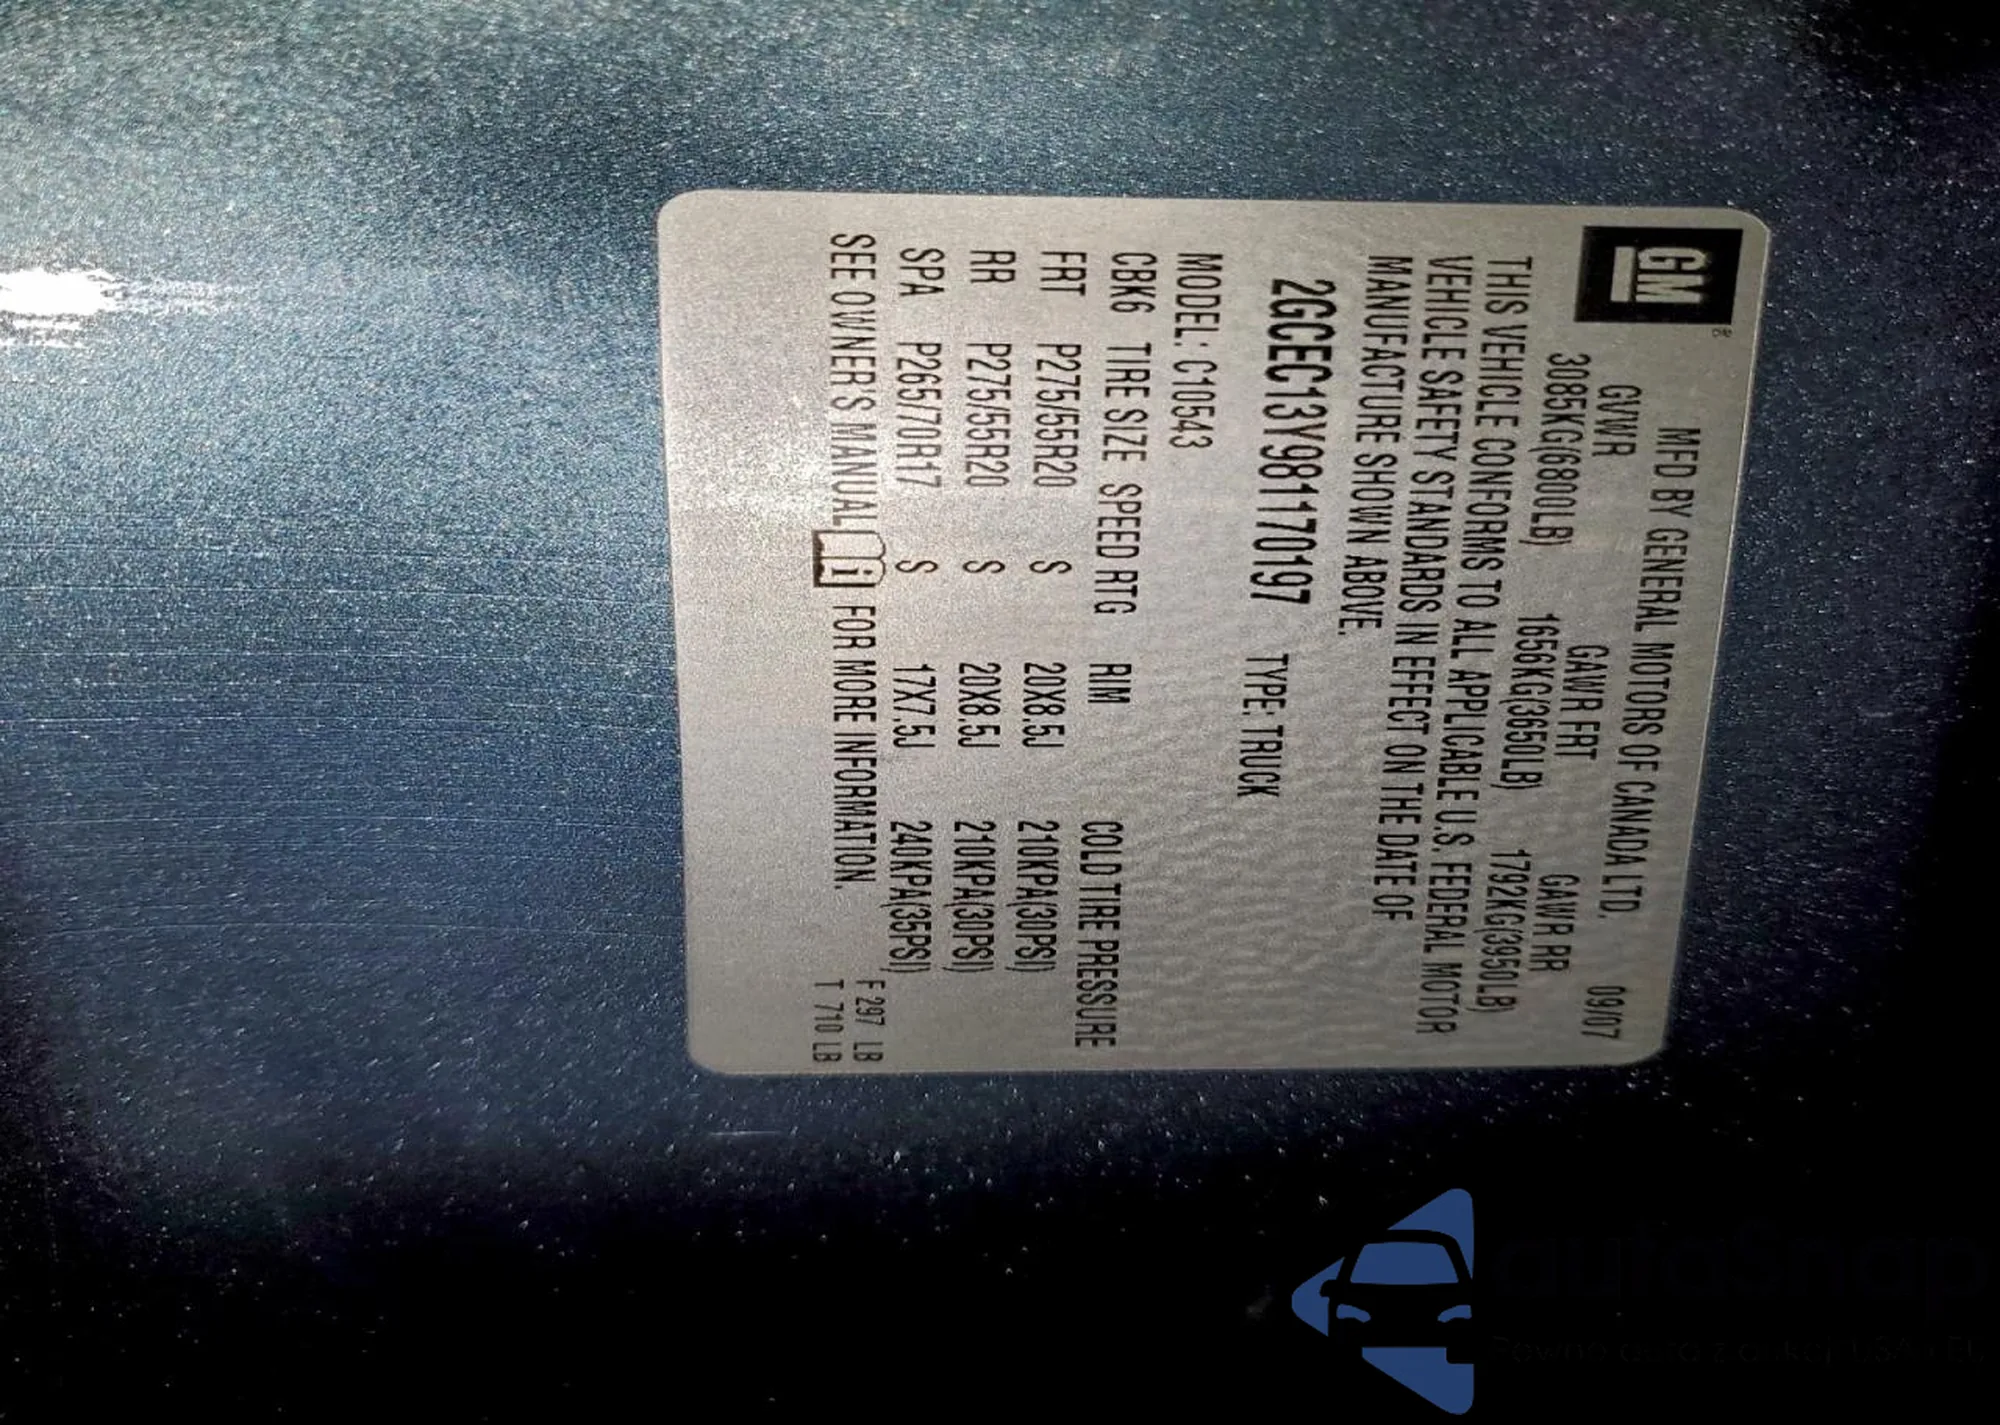 GM
MFD BY GENERAL MOTORS OF CANADA LTD.
09/07
GVWR GAWR FRT GAWR RR
3085KG(6800LB) 1656KG(3650LB) 1792KG(3950LB)
THIS VEHICLE CONFORMS TO ALL APPLICABLE U.S. FEDERAL MOTOR
VEHICLE SAFETY STANDARDS IN EFFECT ON THE DATE OF
MANUFACTURE SHOWN ABOVE.
2GCEC13Y981170197 TYPE: TRUCK
MODEL: C10543
CBK6 TIRE SIZE SPEED RTG RIM COLD TIRE PRESSURE
FRT P275/55R20 S 20X8.5J 210KPA(30PSI)
RR P275/55R20 S 20X8.5J 210KPA(30PSI)
SPA P265/70R17 S 17X7.5J 240KPA(35PSI)
SEE OWNER'S MANUAL i FOR MORE INFORMATION.
F 297 LB
T 710 LB
autoSnap